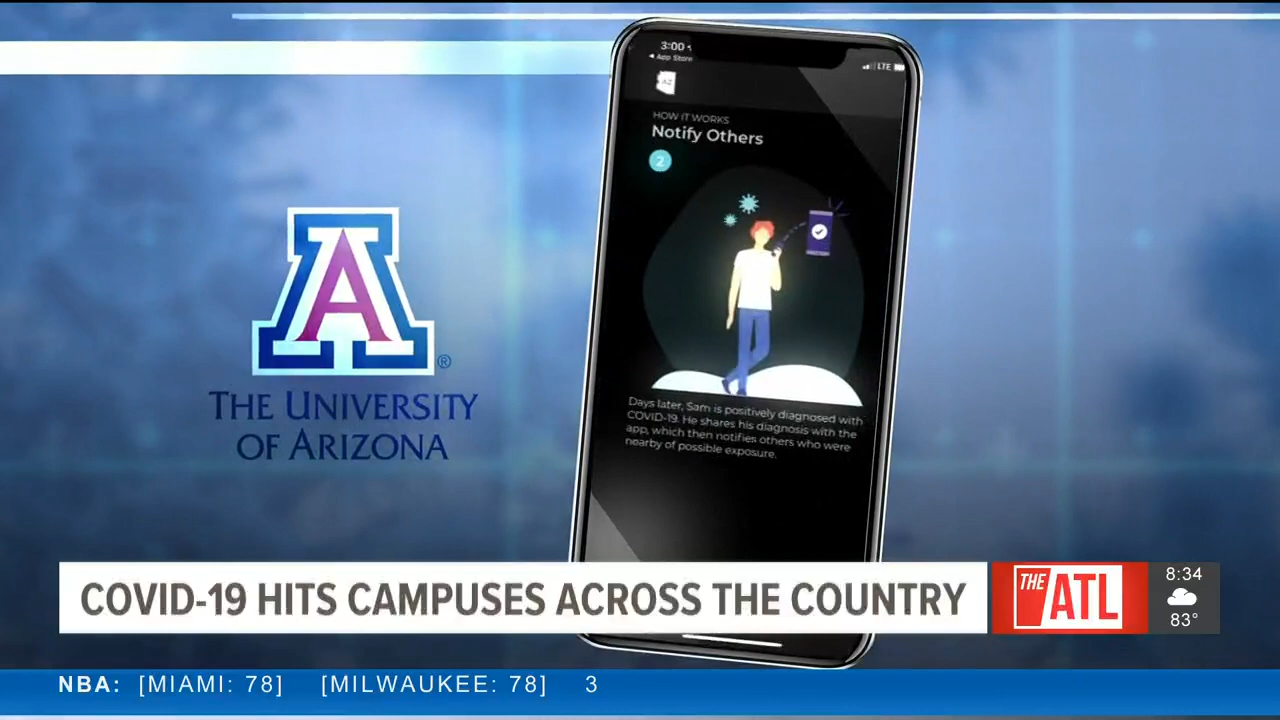 3:00
App Store
LTE
AZ
HOW IT WORKS
Notify Others
2
Days later, Sam is positively diagnosed with
COVID-19. He shares his diagnosis with the
app, which then notifies others who were
nearby of possible exposure.
A
®
THE UNIVERSITY
OF ARIZONA
COVID-19 HITS CAMPUSES ACROSS THE COUNTRY
THE ATL
8:34
83°
NBA: [MIAMI: 78] [MILWAUKEE: 78] 3